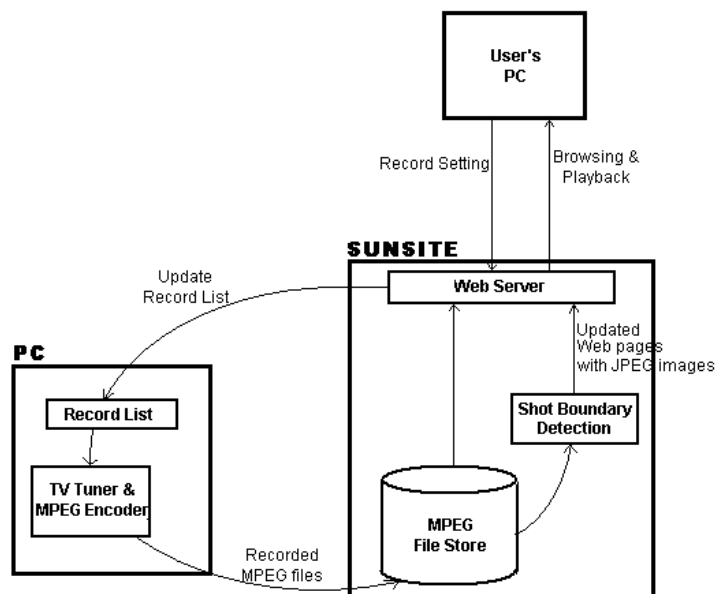 User's
PC
Record Setting
Browsing &
Playback
SUNSITE
Web Server
Update
Record List
Updated
Web pages
with JPEG images
PC
Record List
Shot Boundary
Detection
TV Tuner &
MPEG Encoder
MPEG
File Store
Recorded
MPEG files